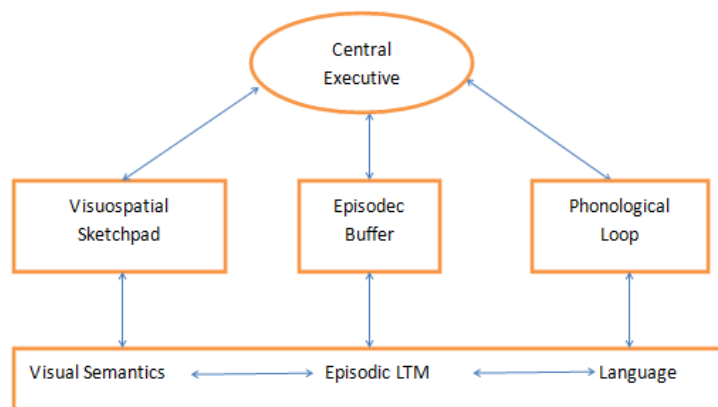 Central
Executive
Visuospatial
Sketchpad
Episodec
Buffer
Phonological
Loop
Visual Semantics
Episodic LTM
Language